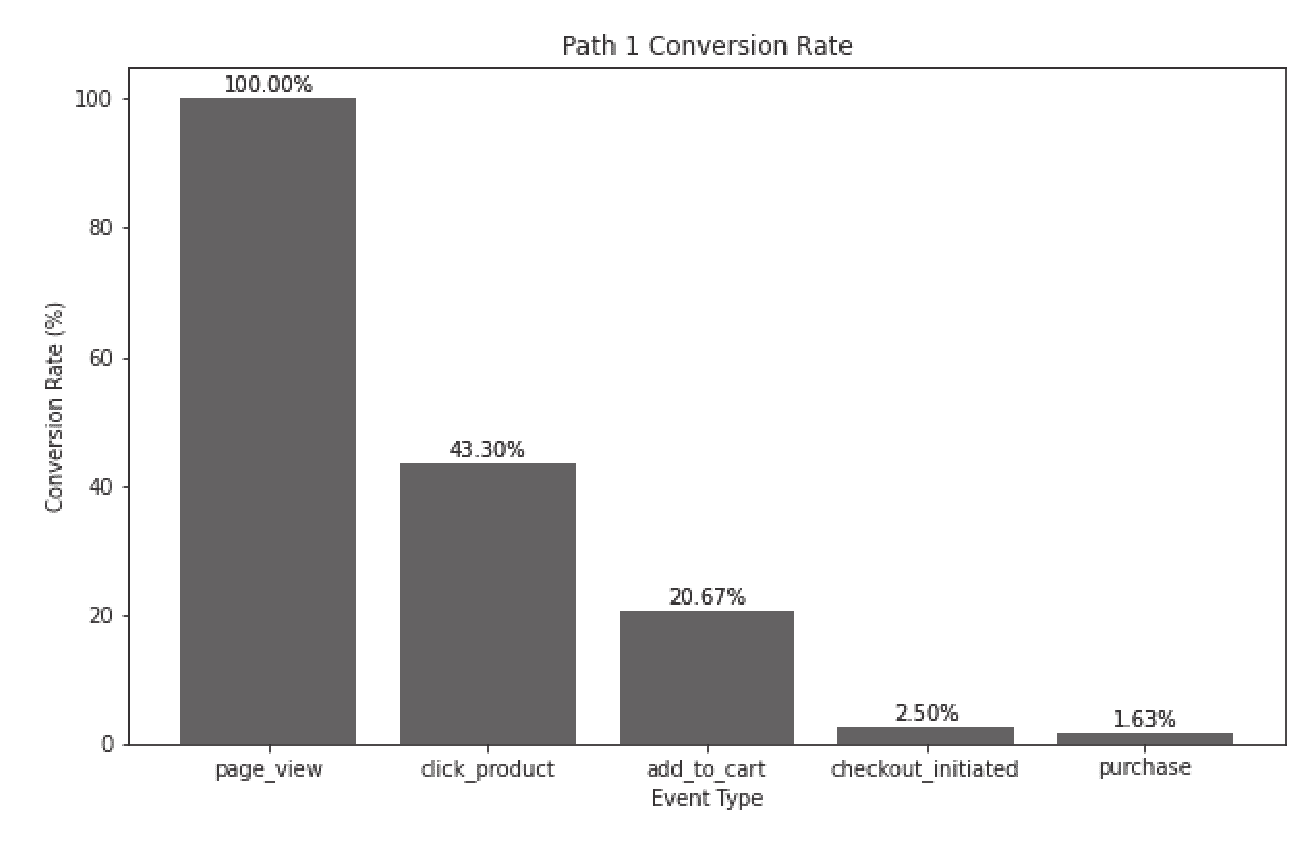 Path 1 Conversion Rate
100.00%
100
80
60
43.30%
40
20.67%
20
2.50%
1.63%
0
Conversion Rate (%)
page_view click_product add_to_cart checkout_initiated purchase
Event Type